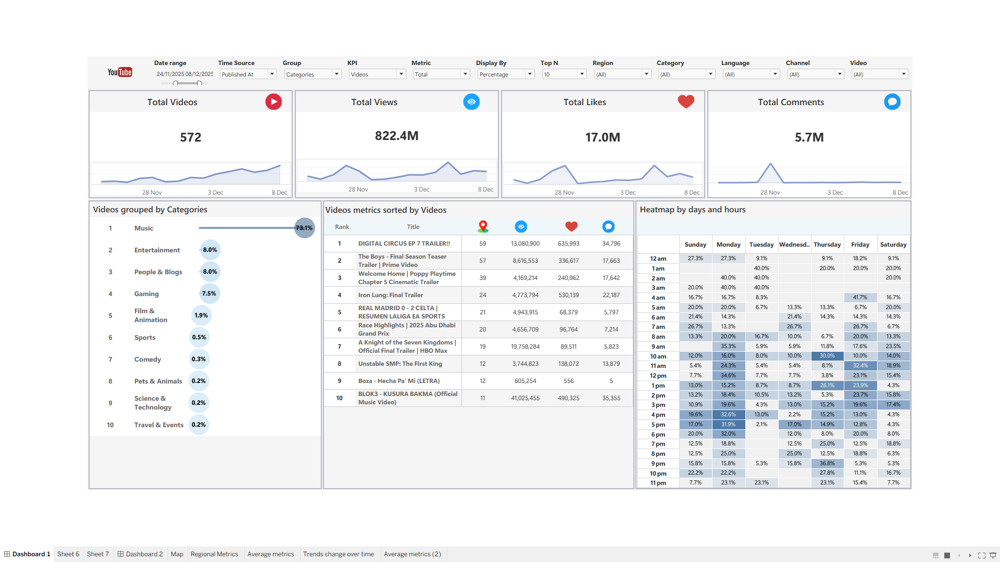 YouTube
Date range
24/11/2025 08/12/2025
Time Source
Published At
Group
Categories
KPI
Videos
Metric
Total
Display By
Percentage
Top N
10
Region
(All)
Category
(All)
Language
(All)
Channel
(All)
Video
(All)
Total Videos
572
28 Nov 3 Dec 8 Dec
Total Views
822.4M
28 Nov 3 Dec 8 Dec
Total Likes
17.0M
28 Nov 3 Dec 8 Dec
Total Comments
5.7M
28 Nov 3 Dec 8 Dec
Videos grouped by Categories
1 Music 73.1%
2 Entertainment 8.0%
3 People & Blogs 8.0%
4 Gaming 7.5%
5 Film &
Animation 1.9%
6 Sports 0.5%
7 Comedy 0.3%
8 Pets & Animals 0.2%
9 Science &
Technology 0.2%
10 Travel & Events 0.2%
Videos metrics sorted by Videos
Rank Title
1 DIGITAL CIRCUS EP 7 TRAILER!! 59 13,080,900 635,993 34,796
2 The Boys - Final Season Teaser
Trailer | Prime Video 57 8,616,553 336,617 17,663
3 Welcome Home | Poppy Playtime
Chapter 5 Cinematic Trailer 39 4,169,214 240,962 17,642
4 Iron Lung: Final Trailer 24 4,773,794 530,139 22,187
5 REAL MADRID 0 - 2 CELTA |
RESUMEN LALIGA EA SPORTS 21 4,943,915 68,379 5,797
6 Race Highlights | 2025 Abu Dhabi
Grand Prix 20 4,656,709 96,764 7,214
7 A Knight of the Seven Kingdoms |
Official Final Trailer | HBO Max 19 19,758,284 89,511 5,823
8 Unstable SMP: The First King 12 3,744,823 138,072 13,879
9 Boza - Hecha Pa' Mi (LETRA) 12 605,254 556 5
10 BLOK3 - KUSURA BAKMA (Official
Music Video) 11 41,025,455 490,325 35,355
Heatmap by days and hours
Sunday Monday Tuesday Wednesd.. Thursday Friday Saturday
12 am 27.3% 27.3% 9.1% 9.1% 18.2% 9.1%
1 am 40.0% 20.0% 20.0% 20.0%
2 am 40.0% 40.0% 20.0%
3 am 20.0% 40.0% 40.0%
4 am 16.7% 16.7% 8.3% 41.7% 16.7%
5 am 20.0% 20.0% 6.7% 13.3% 13.3% 6.7% 20.0%
6 am 21.4% 14.3% 21.4% 14.3% 14.3% 14.3%
7 am 26.7% 13.3% 26.7% 26.7% 6.7%
8 am 13.3% 20.0% 16.7% 10.0% 6.7% 20.0% 13.3%
9 am 35.3% 5.9% 5.9% 11.8% 17.6% 23.5%
10 am 12.0% 16.0% 8.0% 10.0% 30.0% 10.0% 14.0%
11 am 5.4% 24.3% 5.4% 5.4% 8.1% 32.4% 18.9%
12 pm 7.7% 34.6% 7.7% 7.7% 3.8% 23.1% 15.4%
1 pm 13.0% 15.2% 8.7% 8.7% 26.1% 23.9% 4.3%
2 pm 13.2% 18.4% 10.5% 13.2% 5.3% 23.7% 15.8%
3 pm 10.9% 19.6% 4.3% 13.0% 15.2% 19.6% 17.4%
4 pm 19.6% 32.6% 13.0% 2.2% 15.2% 13.0% 4.3%
5 pm 17.0% 31.9% 2.1% 17.0% 14.9% 12.8% 4.3%
6 pm 20.0% 32.0% 12.0% 8.0% 20.0% 8.0%
7 pm 12.5% 18.8% 12.5% 25.0% 12.5% 18.8%
8 pm 12.5% 25.0% 25.0% 12.5% 18.8% 6.3%
9 pm 15.8% 15.8% 5.3% 15.8% 36.8% 5.3% 5.3%
10 pm 22.2% 22.2% 27.8% 11.1% 16.7%
11 pm 7.7% 23.1% 23.1% 23.1% 15.4% 7.7%
Dashboard 1 Sheet 6 Sheet 7 Dashboard 2 Map Regional Metrics Average metrics Trends change over time Average metrics (2)